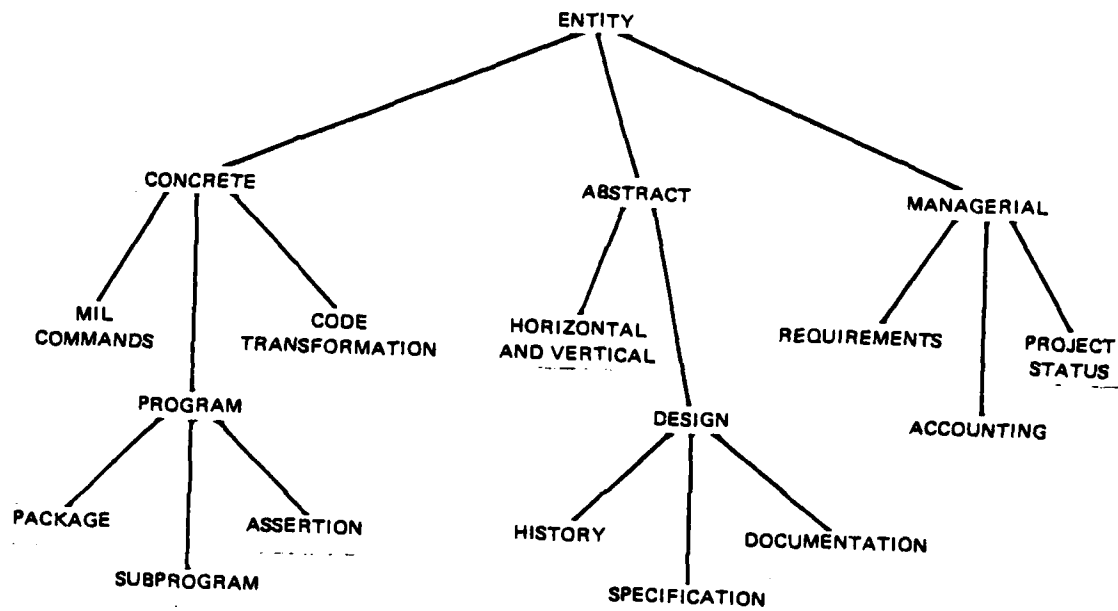 ENTITY
CONCRETE
ABSTRACT
MANAGERIAL
MIL
COMMANDS
CODE
TRANSFORMATION
HORIZONTAL
AND VERTICAL
REQUIREMENTS
PROJECT
STATUS
PROGRAM
DESIGN
ACCOUNTING
PACKAGE
SUBPROGRAM
ASSERTION
HISTORY
SPECIFICATION
DOCUMENTATION